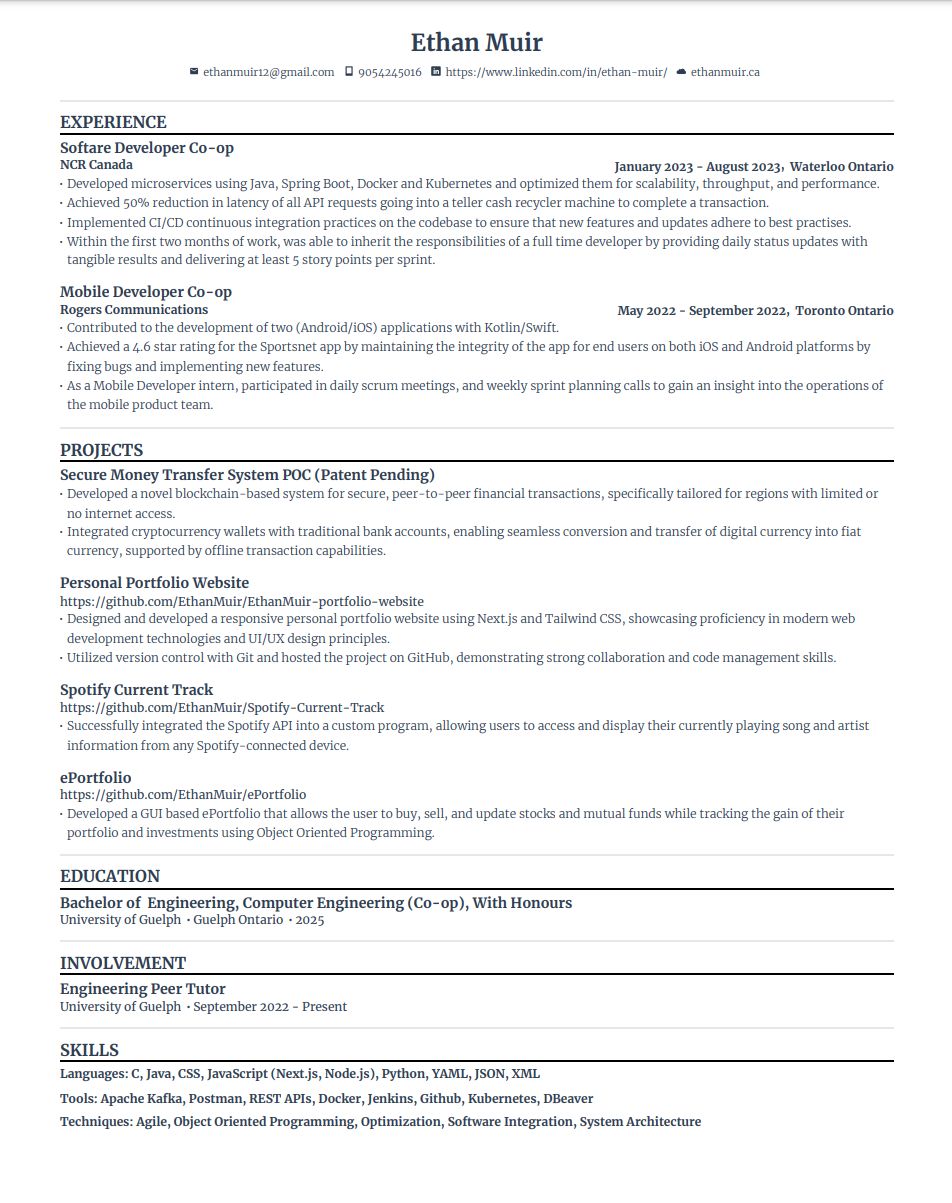 Ethan Muir
ethanmuir12@gmail.com 9054245016 https://www.linkedin.com/in/ethan-muir/ ethanmuir.ca
EXPERIENCE
Softare Developer Co-op
NCR Canada January 2023 - August 2023, Waterloo Ontario
• Developed microservices using Java, Spring Boot, Docker and Kubernetes and optimized them for scalability, throughput, and performance.
• Achieved 50% reduction in latency of all API requests going into a teller cash recycler machine to complete a transaction.
• Implemented CI/CD continuous integration practices on the codebase to ensure that new features and updates adhere to best practises.
• Within the first two months of work, was able to inherit the responsibilities of a full time developer by providing daily status updates with
tangible results and delivering at least 5 story points per sprint.
Mobile Developer Co-op
Rogers Communications May 2022 - September 2022, Toronto Ontario
• Contributed to the development of two (Android/iOS) applications with Kotlin/Swift.
• Achieved a 4.6 star rating for the Sportsnet app by maintaining the integrity of the app for end users on both iOS and Android platforms by
fixing bugs and implementing new features.
• As a Mobile Developer intern, participated in daily scrum meetings, and weekly sprint planning calls to gain an insight into the operations of
the mobile product team.
PROJECTS
Secure Money Transfer System POC (Patent Pending)
• Developed a novel blockchain-based system for secure, peer-to-peer financial transactions, specifically tailored for regions with limited or
no internet access.
• Integrated cryptocurrency wallets with traditional bank accounts, enabling seamless conversion and transfer of digital currency into fiat
currency, supported by offline transaction capabilities.
Personal Portfolio Website
https://github.com/EthanMuir/EthanMuir-portfolio-website
• Designed and developed a responsive personal portfolio website using Next.js and Tailwind CSS, showcasing proficiency in modern web
development technologies and UI/UX design principles.
• Utilized version control with Git and hosted the project on GitHub, demonstrating strong collaboration and code management skills.
Spotify Current Track
https://github.com/EthanMuir/Spotify-Current-Track
• Successfully integrated the Spotify API into a custom program, allowing users to access and display their currently playing song and artist
information from any Spotify-connected device.
ePortfolio
https://github.com/EthanMuir/ePortfolio
• Developed a GUI based ePortfolio that allows the user to buy, sell, and update stocks and mutual funds while tracking the gain of their
portfolio and investments using Object Oriented Programming.
EDUCATION
Bachelor of Engineering, Computer Engineering (Co-op), With Honours
University of Guelph • Guelph Ontario • 2025
INVOLVEMENT
Engineering Peer Tutor
University of Guelph • September 2022 - Present
SKILLS
Languages: C, Java, CSS, JavaScript (Next.js, Node.js), Python, YAML, JSON, XML
Tools: Apache Kafka, Postman, REST APIs, Docker, Jenkins, Github, Kubernetes, DBeaver
Techniques: Agile, Object Oriented Programming, Optimization, Software Integration, System Architecture